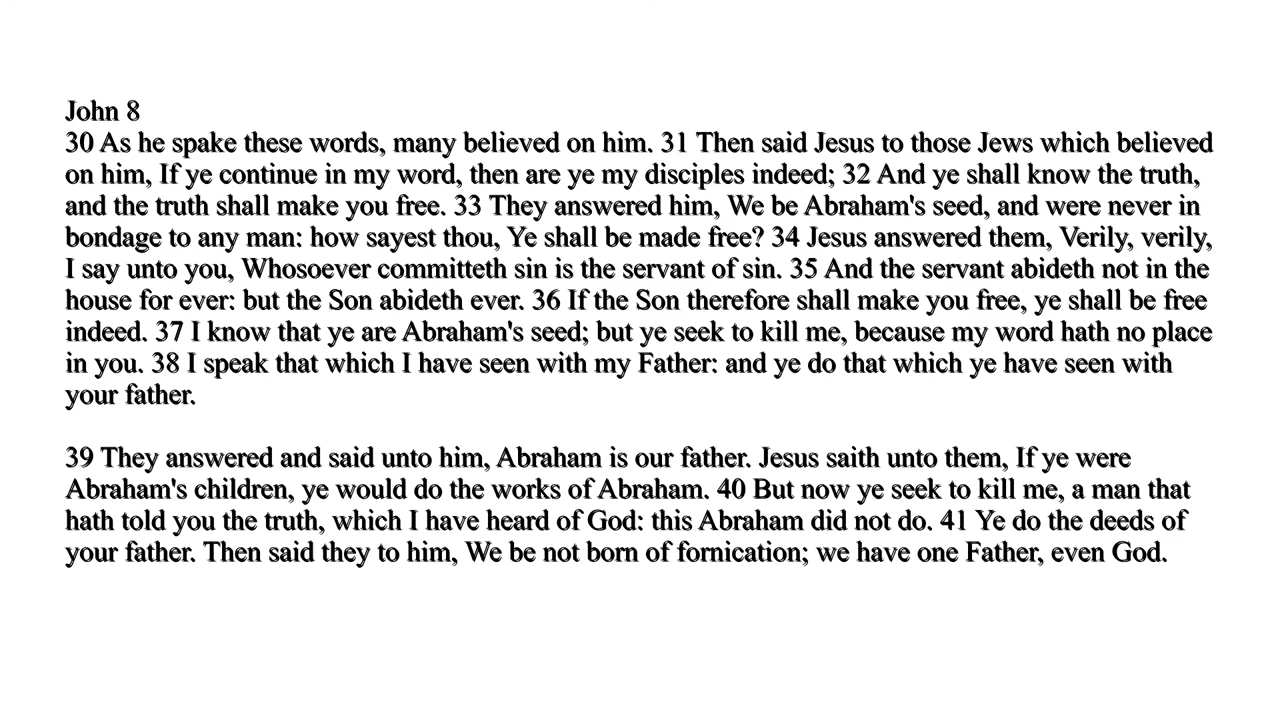 John 8
30 As he spake these words, many believed on him. 31 Then said Jesus to those Jews which believed
on him, If ye continue in my word, then are ye my disciples indeed; 32 And ye shall know the truth,
and the truth shall make you free. 33 They answered him, We be Abraham's seed, and were never in
bondage to any man: how sayest thou, Ye shall be made free? 34 Jesus answered them, Verily, verily,
I say unto you, Whosoever committeth sin is the servant of sin. 35 And the servant abideth not in the
house for ever: but the Son abideth ever. 36 If the Son therefore shall make you free, ye shall be free
indeed. 37 I know that ye are Abraham's seed; but ye seek to kill me, because my word hath no place
in you. 38 I speak that which I have seen with my Father: and ye do that which ye have seen with
your father.
39 They answered and said unto him, Abraham is our father. Jesus saith unto them, If ye were
Abraham's children, ye would do the works of Abraham. 40 But now ye seek to kill me, a man that
hath told you the truth, which I have heard of God: this Abraham did not do. 41 Ye do the deeds of
your father. Then said they to him, We be not born of fornication; we have one Father, even God.